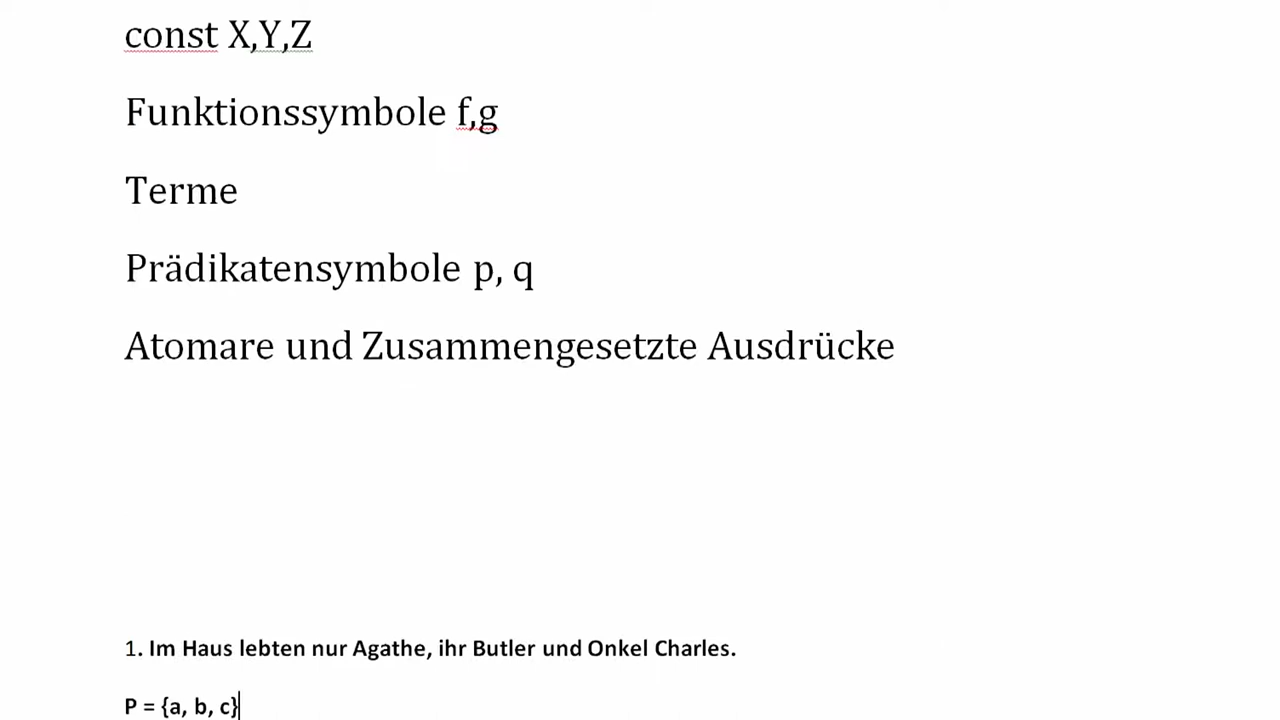 const X,Y,Z
Funktionssymbole f,g
Terme
Prädikatensymbole p, q
Atomare und Zusammengesetzte Ausdrücke
1. Im Haus lebten nur Agathe, ihr Butler und Onkel Charles.
P = {a, b, c}